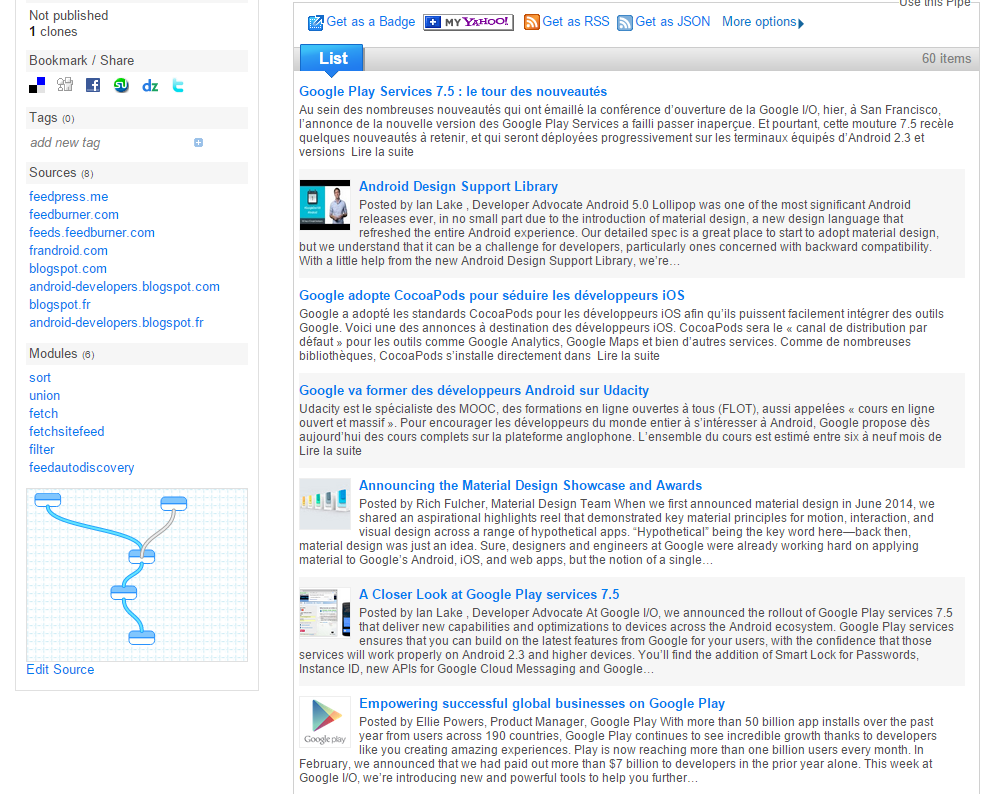 Not published
1 clones
Bookmark / Share
Tags (0)
add new tag
Sources (8)
feedpress.me
feedburner.com
feeds.feedburner.com
frandroid.com
blogspot.com
android-developers.blogspot.com
blogspot.fr
android-developers.blogspot.fr
Modules (6)
sort
union
fetch
fetchsitefeed
filter
feedautodiscovery
Edit Source
Use this Pipe
Get as a Badge MY YAHOO! Get as RSS Get as JSON More options
List 60 items
Google Play Services 7.5 : le tour des nouveautés
Au sein des nombreuses nouveautés qui ont émaillé la conférence d’ouverture de la Google I/O, hier, à San Francisco,
l’annonce de la nouvelle version des Google Play Services a failli passer inaperçue. Et pourtant, cette mouture 7.5 recèle
quelques nouveautés à retenir, et qui seront déployées progressivement sur les terminaux équipés d’Android 2.3 et
versions Lire la suite
Android Design Support Library
Posted by Ian Lake , Developer Advocate Android 5.0 Lollipop was one of the most significant Android
releases ever, in no small part due to the introduction of material design, a new design language that
refreshed the entire Android experience. Our detailed spec is a great place to start to adopt material design,
but we understand that it can be a challenge for developers, particularly ones concerned with backward compatibility.
With a little help from the new Android Design Support Library, we’re…
Google adopte CocoaPods pour séduire les développeurs iOS
Google a adopté les standards CocoaPods pour les développeurs iOS afin qu’ils puissent facilement intégrer des outils
Google. Voici une des annonces à destination des développeurs iOS. CocoaPods sera le « canal de distribution par
défaut » pour les outils comme Google Analytics, Google Maps et bien d’autres services. Comme de nombreuses
bibliothèques, CocoaPods s’installe directement dans Lire la suite
Google va former des développeurs Android sur Udacity
Udacity est le spécialiste des MOOC, des formations en ligne ouvertes à tous (FLOT), aussi appelées « cours en ligne
ouvert et massif ». Pour encourager les développeurs du monde entier à s’intéresser à Android, Google propose dès
aujourd’hui des cours complets sur la plateforme anglophone. L’ensemble du cours est estimé entre six à neuf mois de
Lire la suite
Announcing the Material Design Showcase and Awards
Posted by Rich Fulcher, Material Design Team When we first announced material design in June 2014, we
shared an aspirational highlights reel that demonstrated key material principles for motion, interaction, and
visual design across a range of hypothetical apps. “Hypothetical” being the key word here—back then,
material design was just an idea. Sure, designers and engineers at Google were already working hard on applying
material to Google’s Android, iOS, and web apps, but the notion of a single…
A Closer Look at Google Play services 7.5
Posted by Ian Lake , Developer Advocate At Google I/O, we announced the rollout of Google Play services 7.5
that deliver new capabilities and optimizations to devices across the Android ecosystem. Google Play services
ensures that you can build on the latest features from Google for your users, with the confidence that those
services will work properly on Android 2.3 and higher devices. You’ll find the addition of Smart Lock for Passwords,
Instance ID, new APIs for Google Cloud Messaging and Google…
Google play
Empowering successful global businesses on Google Play
Posted by Ellie Powers, Product Manager, Google Play With more than 50 billion app installs over the past
year from users across 190 countries, Google Play continues to see incredible growth thanks to developers
like you creating amazing experiences. Play is now reaching more than one billion users every month. In
February, we announced that we had paid out more than $7 billion to developers in the prior year alone. This week at
Google I/O, we’re introducing new and powerful tools to help you further…